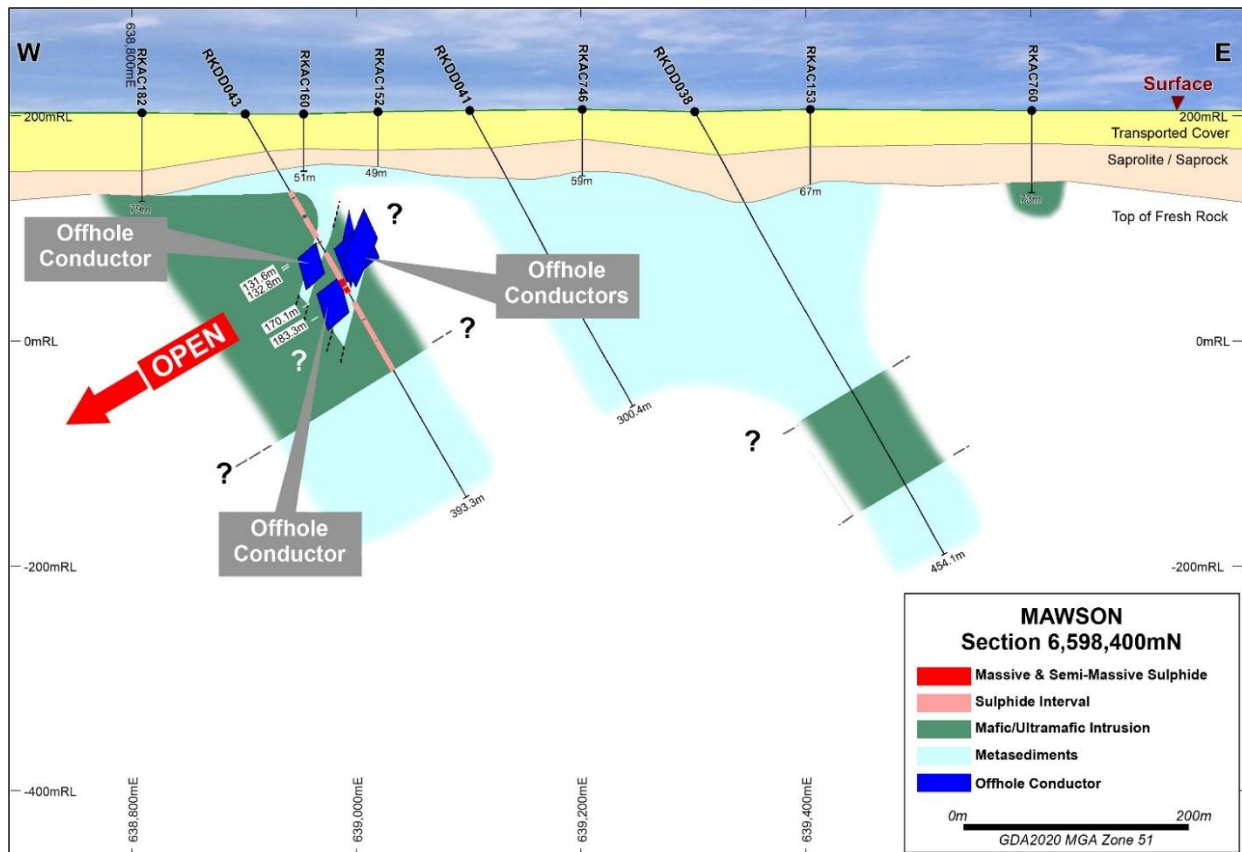 W
E
638,800mE
RKAC182
RKDD043
RKAC160
RKAC152
RKDD041
RKAC746
RKDD038
RKAC153
RKAC760
Surface
200mRL
200mRL
Transported Cover
Saprolite / Saprock
Top of Fresh Rock
79m
51m
49m
59m
67m
73m
Offhole
Conductor
?
Offhole
Conductors
131.6m
132.8m
170.1m
183.3m
?
?
0mRL
0mRL
OPEN
300.4m
?
?
393.3m
Offhole
Conductor
454.1m
-200mRL
-200mRL
MAWSON
Section 6,598,400mN
Massive & Semi-Massive Sulphide
Sulphide Interval
Mafic/Ultramafic Intrusion
Metasediments
Offhole Conductor
0m
200m
GDA2020 MGA Zone 51
-400mRL
638,800mE
639,000mE
639,200mE
639,400mE